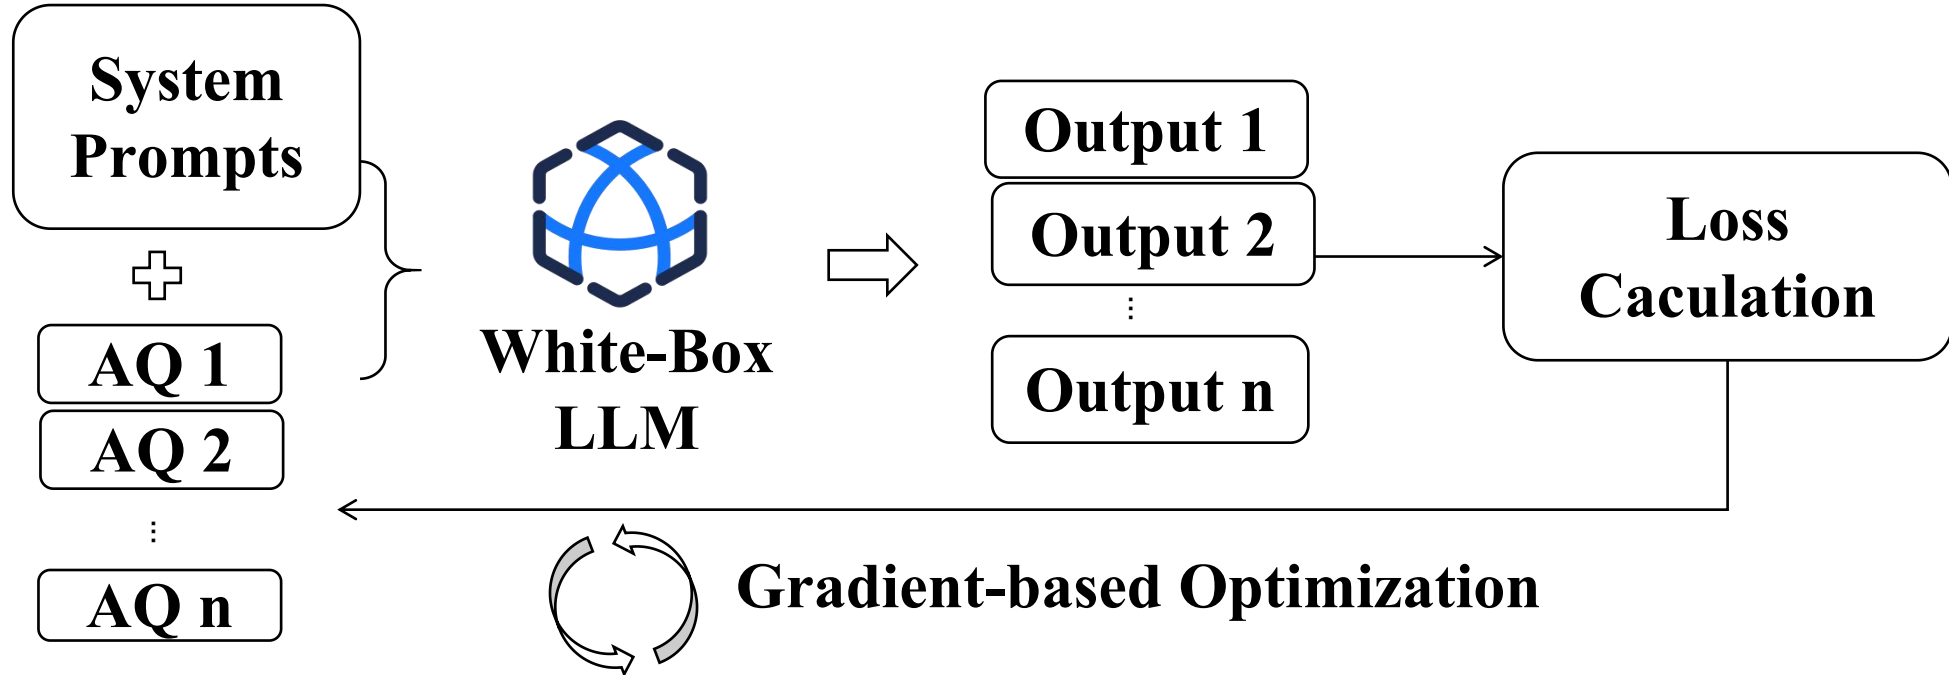 System
Prompts
AQ 1
AQ 2
...
AQ n
White-Box
LLM
Output 1
Output 2
...
Output n
Loss
Caculation
Gradient-based Optimization